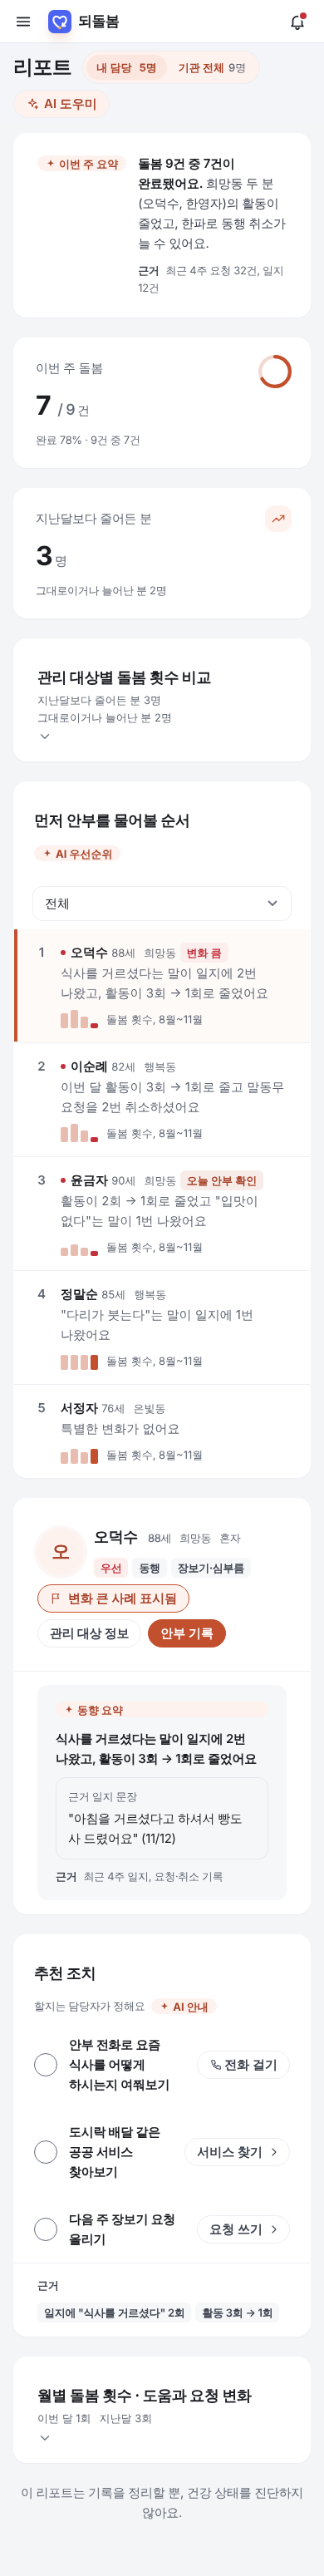 되돌봄
리포트
내 담당 5명
기관 전체 9명
AI 도우미
이번 주 요약
돌봄 9건 중 7건이
완료됐어요. 희망동 두 분
(오덕수, 한영자)의 활동이
줄었고, 한파로 동행 취소가
늘 수 있어요.
근거 최근 4주 요청 32건, 일지
12건
이번 주 돌봄
7 / 9 건
완료 78% · 9건 중 7건
지난달보다 줄어든 분
3명
그대로이거나 늘어난 분 2명
관리 대상별 돌봄 횟수 비교
지난달보다 줄어든 분 3명
그대로이거나 늘어난 분 2명
먼저 안부를 물어볼 순서
AI 우선순위
전체
1 오덕수 88세 희망동 변화 큼
식사를 거르셨다는 말이 일지에 2번
나왔고, 활동이 3회 → 1회로 줄었어요
돌봄 횟수, 8월~11월
2 이순례 82세 행복동
이번 달 활동이 3회 → 1회로 줄고 말동무
요청을 2번 취소하셨어요
돌봄 횟수, 8월~11월
3 윤금자 90세 희망동 오늘 안부 확인
활동이 2회 → 1회로 줄었고 "입맛이
없다"는 말이 1번 나왔어요
돌봄 횟수, 8월~11월
4 정말순 85세 행복동
"다리가 붓는다"는 말이 일지에 1번
나왔어요
돌봄 횟수, 8월~11월
5 서정자 76세 은빛동
특별한 변화가 없어요
돌봄 횟수, 8월~11월
오
오덕수 88세 희망동 혼자
우선 동행 장보기·심부름
변화 큰 사례 표시됨
관리 대상 정보
안부 기록
동향 요약
식사를 거르셨다는 말이 일지에 2번
나왔고, 활동이 3회 → 1회로 줄었어요
근거 일지 문장
"아침을 거르셨다고 하셔서 빵도
사 드렸어요" (11/12)
근거 최근 4주 일지, 요청·취소 기록
추천 조치
할지는 담당자가 정해요
AI 안내
안부 전화로 요즘
식사를 어떻게
하시는지 여쭤보기
전화 걸기
도시락 배달 같은
공공 서비스
찾아보기
서비스 찾기
다음 주 장보기 요청
올리기
요청 쓰기
근거
일지에 "식사를 거르셨다" 2회
활동 3회 → 1회
월별 돌봄 횟수 · 도움과 요청 변화
이번 달 1회 지난달 3회
이 리포트는 기록을 정리할 뿐, 건강 상태를 진단하지
않아요.